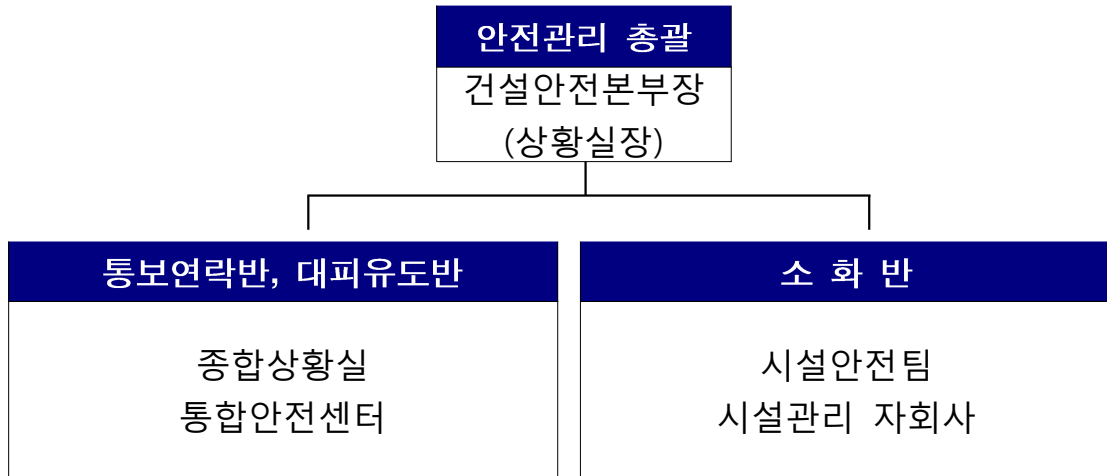 안전관리 총괄
건설안전본부장
(상황실장)
통보연락반, 대피유도반
소 화 반
종합상황실
통합안전센터
시설안전팀
시설관리 자회사